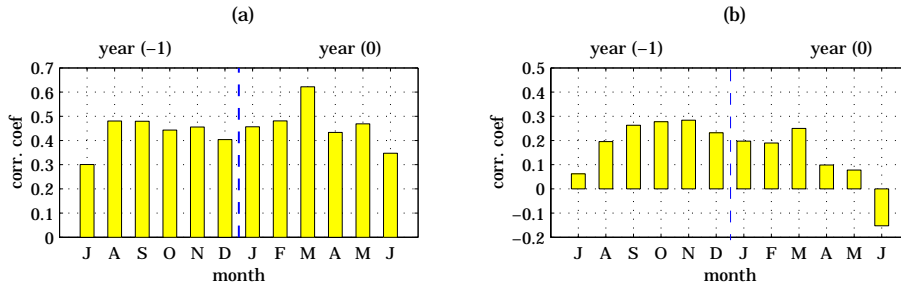 (a)
year (−1) year (0)
0.7
0.6
0.5
0.4
0.3
0.2
0.1
0
corr. coef
J A S O N D J F M A M J
month
(b)
year (−1) year (0)
0.5
0.4
0.3
0.2
0.1
0
−0.1
−0.2
corr. coef
J A S O N D J F M A M J
month